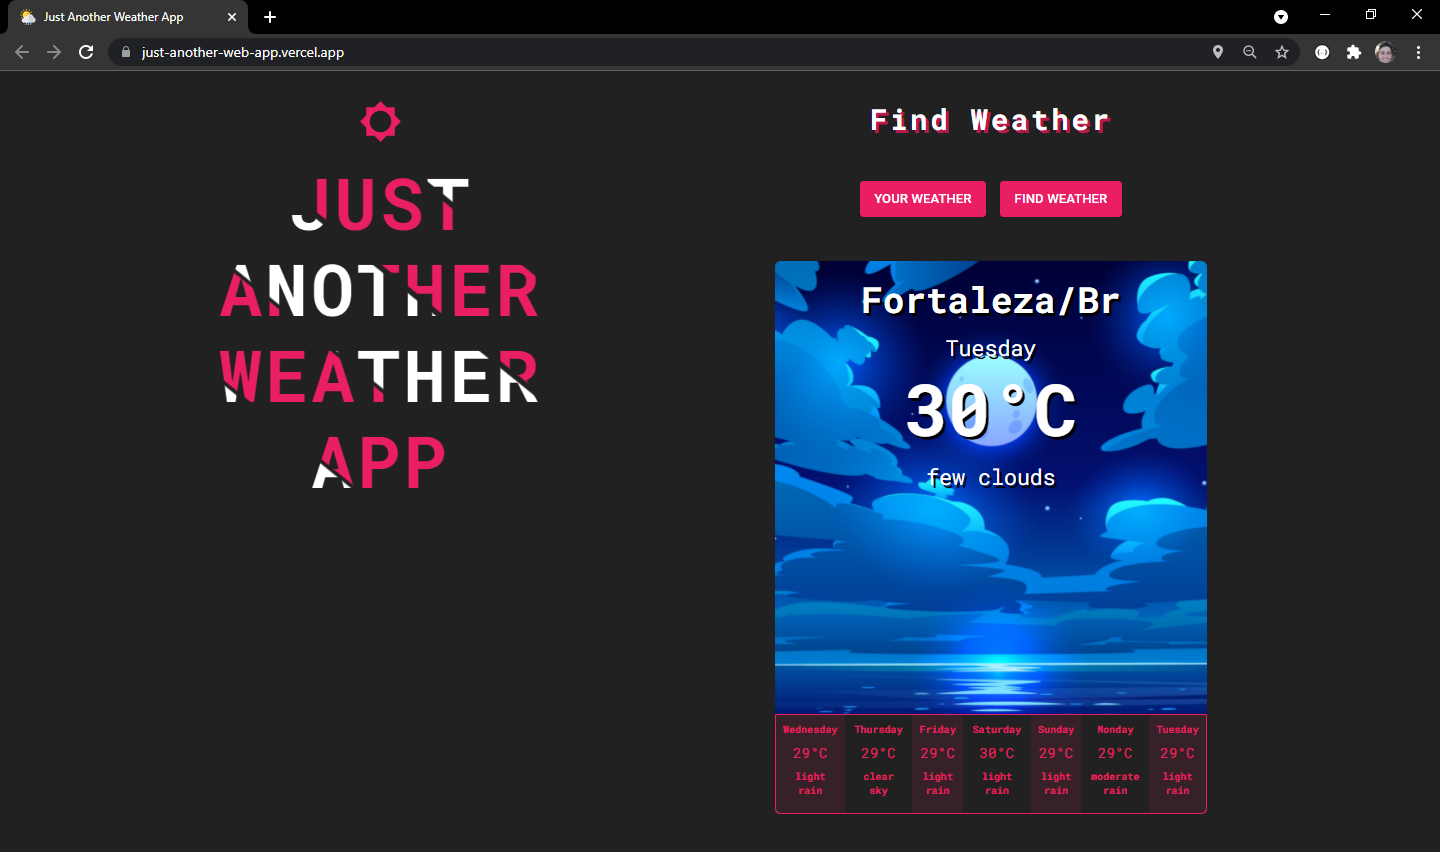 Just Another Weather App
just-another-web-app.vercel.app
JUST
ANOTHER
WEATHER
APP
Find Weather
YOUR WEATHER FIND WEATHER
Fortaleza/Br
Tuesday
30°C
few clouds
Wednesday Thursday Friday Saturday Sunday Monday Tuesday
29°C 29°C 29°C 30°C 29°C 29°C 29°C
light clear light light light moderate light
rain sky rain rain rain rain rain